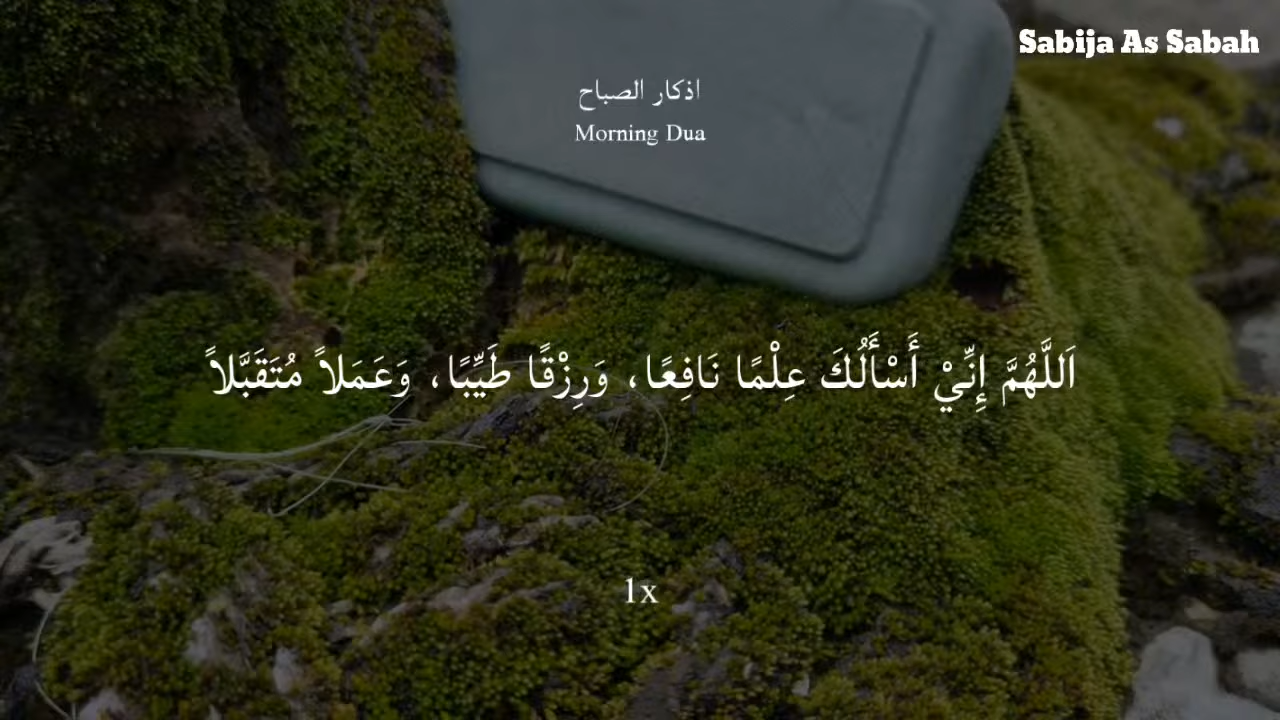 Sabija As Sabah
اذكار الصباح
Morning Dua
اَللَّهُمَّ إِنِّيْ أَسْأَلُكَ عِلْمًا نَافِعًا، وَرِزْقًا طَيِّبًا، وَعَمَلاً مُتَقَبَّلاً
1x